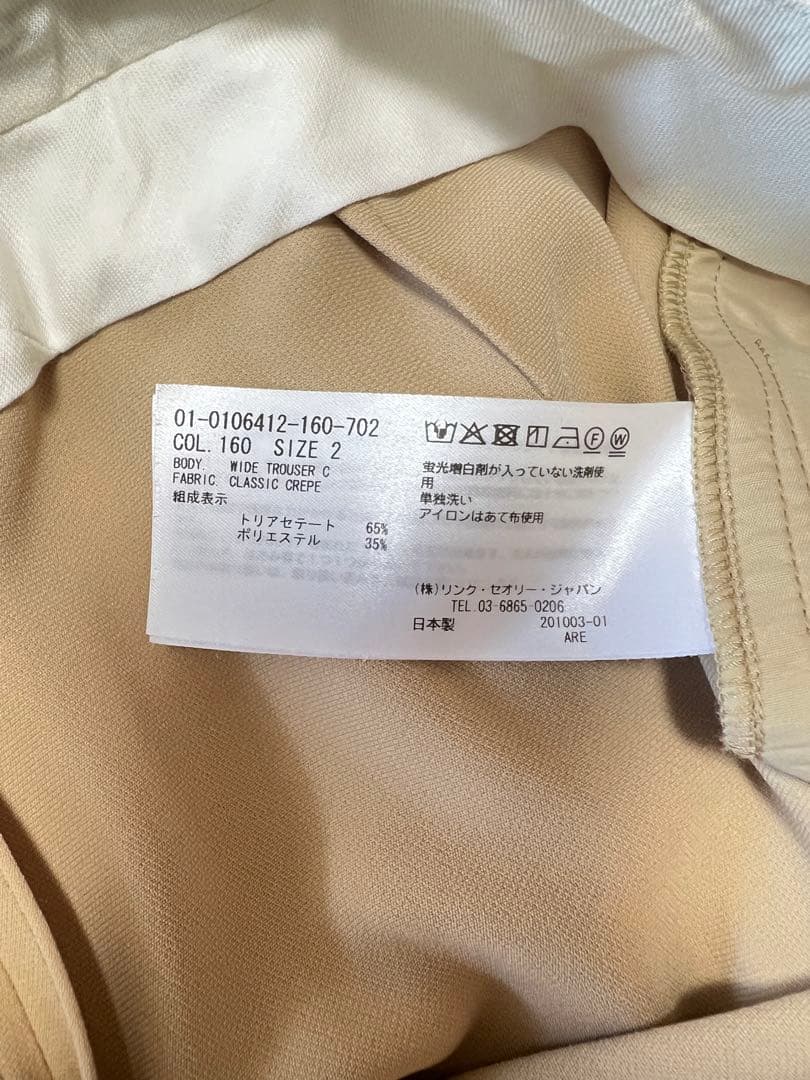 01-0106412-160-702
COL. 160 SIZE 2
BODY. WIDE TROUSER C
FABRIC. CLASSIC CREPE
組成表示
トリアセテート 65%
ポリエステル 35%
F W
蛍光増白剤が入っていない洗剤使
用
単独洗い
アイロンはあて布使用
(株)リンク・セオリー・ジャパン
TEL.03-6865-0206
日本製 201003-01
ARE